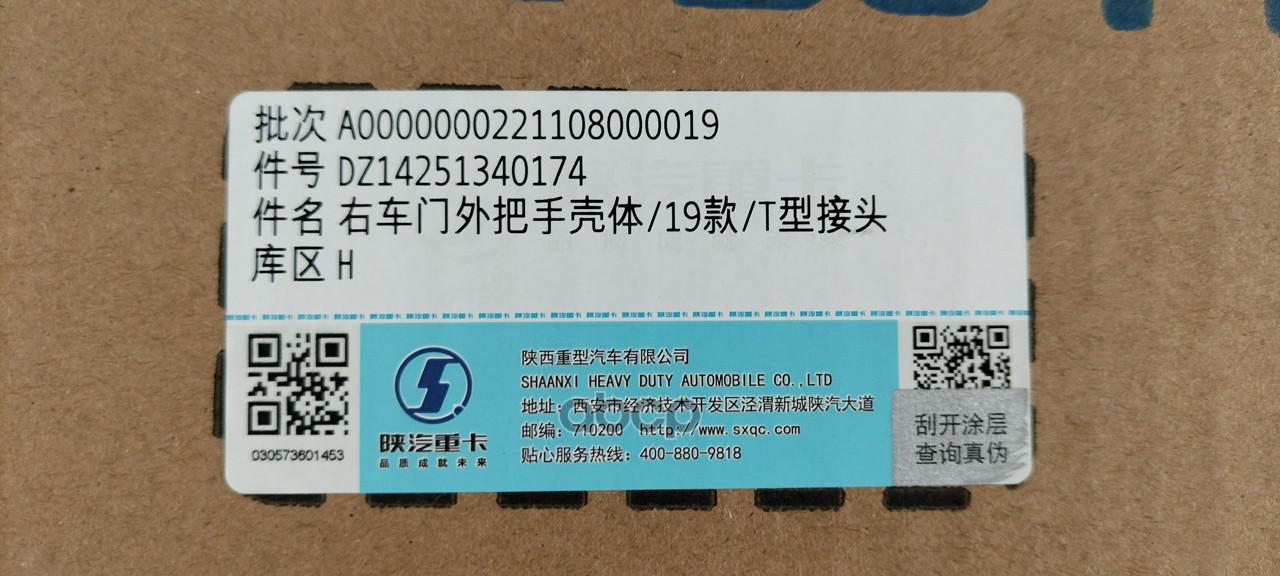 批次 A0000000221108000019
件号 DZ14251340174
件名 右车门外把手壳体/19款/T型接头
库区 H
陕西重型汽车有限公司
SHAANXI HEAVY DUTY AUTOMOBILE CO.,LTD
地址: 西安市经济技术开发区泾渭新城陕汽大道
邮编: 710200 http://www.sxqc.com
贴心服务热线: 400-880-9818
陕汽重卡
品质成就未来
030573601453
刮开涂层
查询真伪